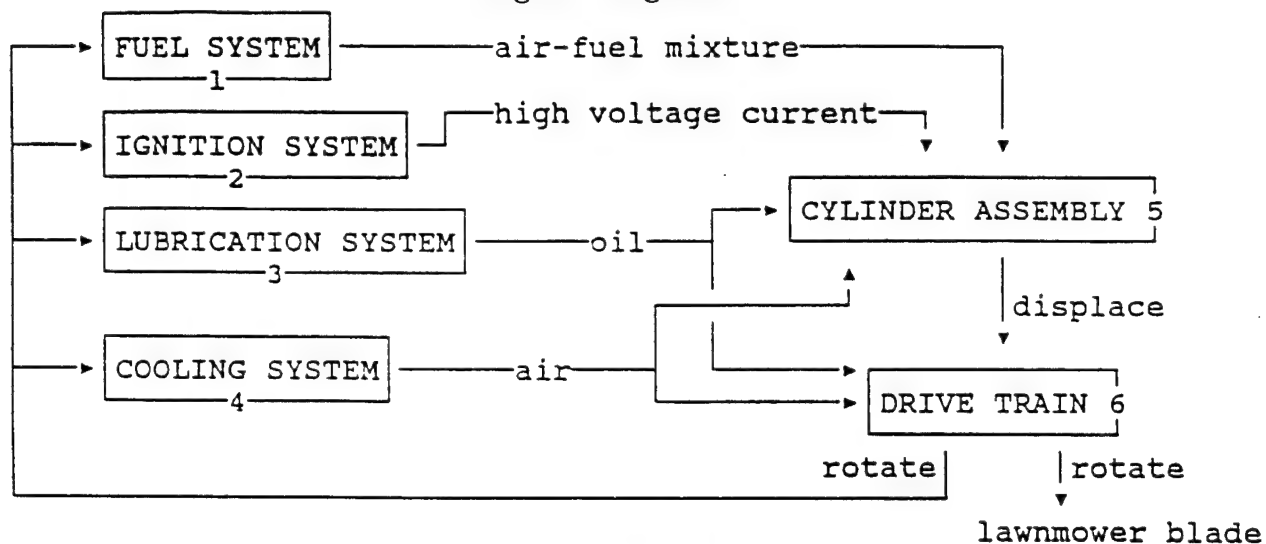 FUEL SYSTEM
1
air-fuel mixture
high voltage current
IGNITION SYSTEM
2
CYLINDER ASSEMBLY 5
LUBRICATION SYSTEM
3
oil
displace
COOLING SYSTEM
4
air
DRIVE TRAIN 6
rotate
rotate
lawnmower blade